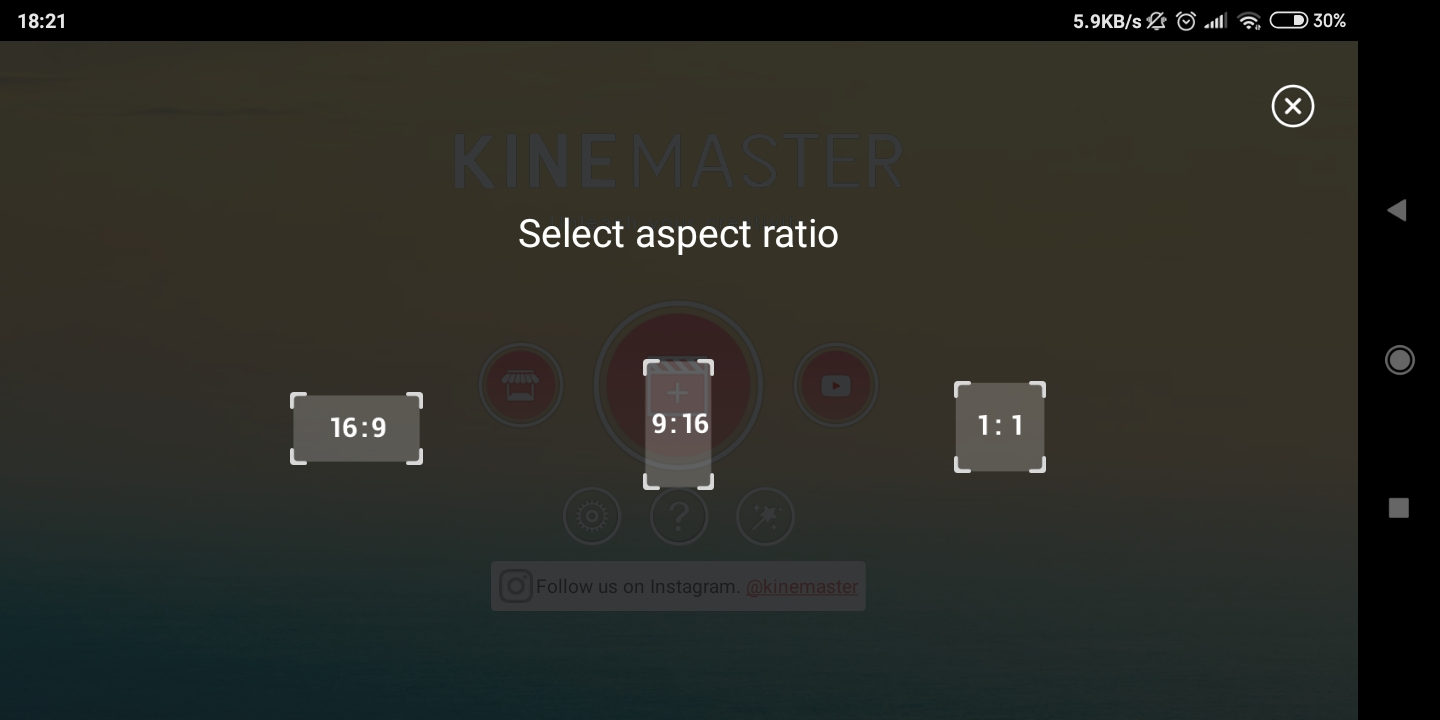 18:21
5.9KB/s
30%
KINEMASTER
Select aspect ratio
16:9
9:16
1:1
?
Follow us on Instagram. @kinemaster